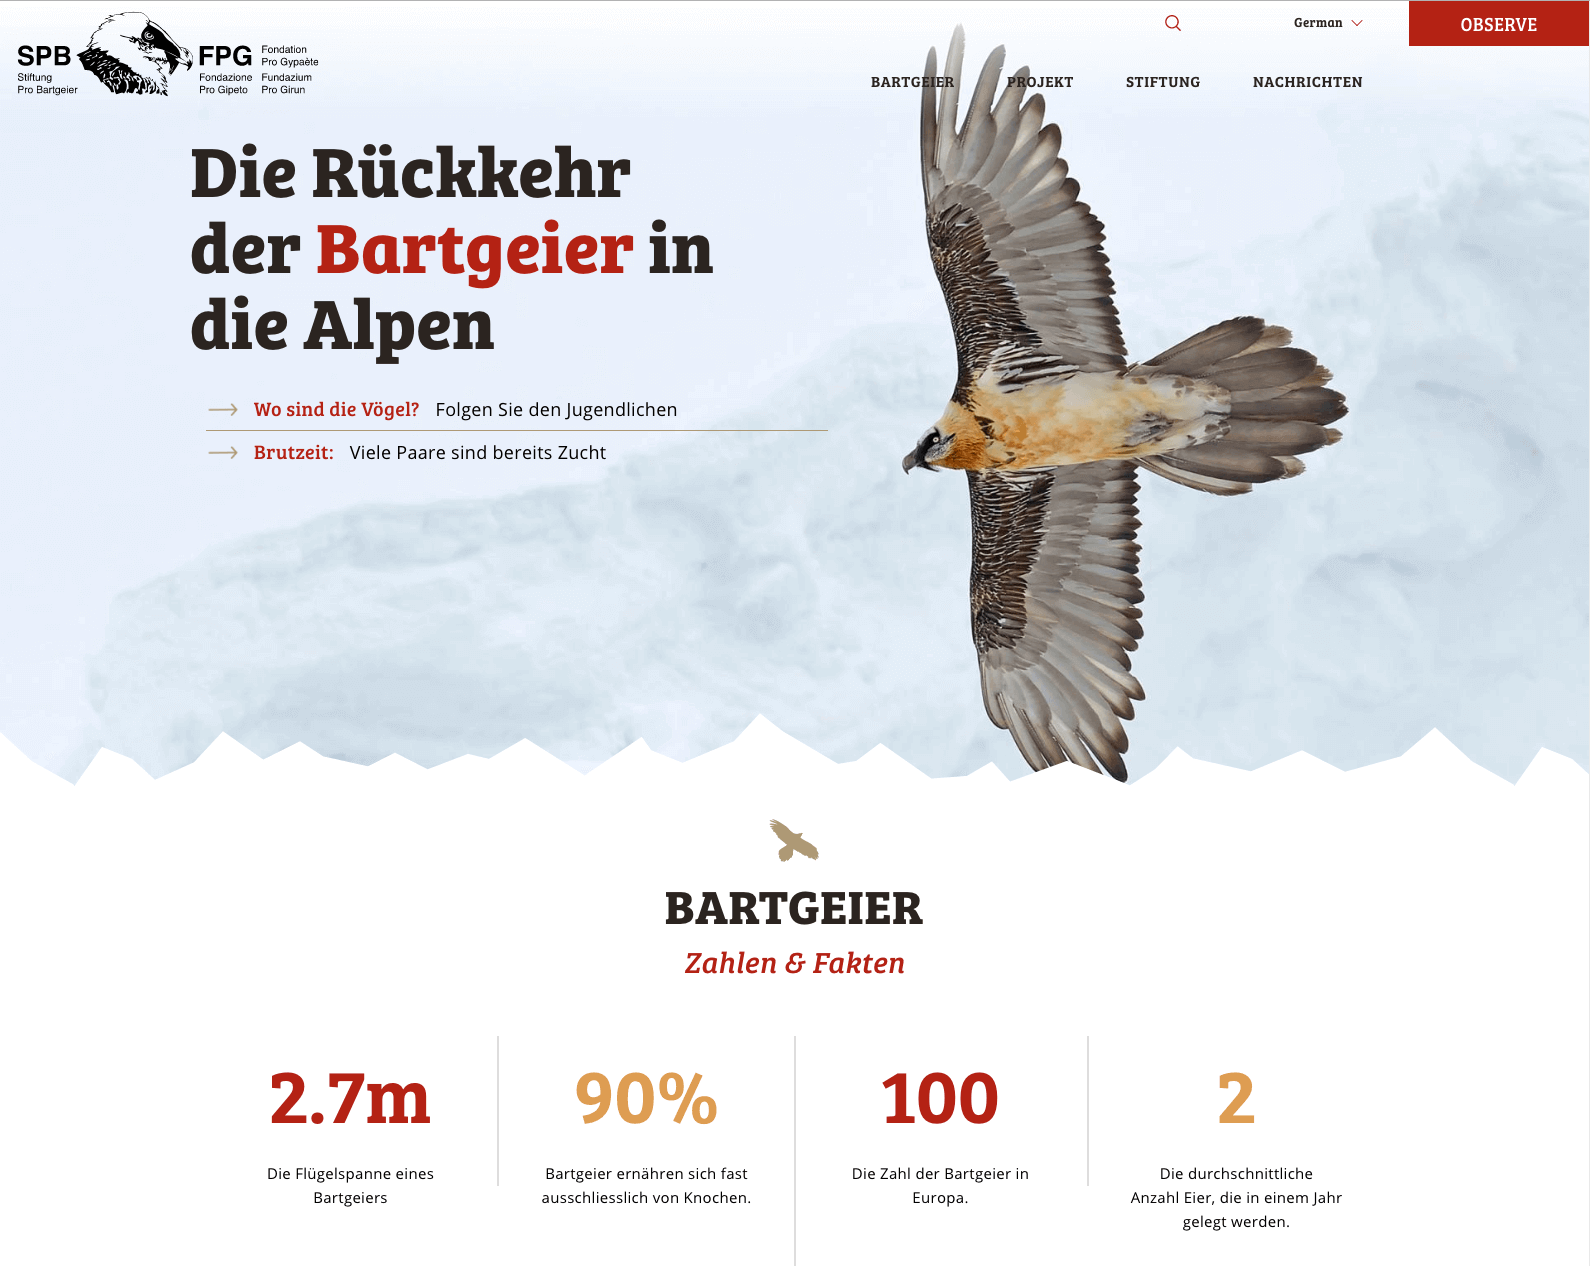 SPB
Stiftung
Pro Bartgeier
FPG
Fondazione
Pro Gipeto
Fondation
Pro Gypaète
Fundazium
Pro Girun
German
OBSERVE
BARTGEIER PROJEKT STIFTUNG NACHRICHTEN
Die Rückkehr
der Bartgeier in
die Alpen
Wo sind die Vögel? Folgen Sie den Jugendlichen
Brutzeit: Viele Paare sind bereits Zucht
BARTGEIER
Zahlen & Fakten
2.7m
Die Flügelspanne eines
Bartgeiers
90%
Bartgeier ernähren sich fast
ausschliesslich von Knochen.
100
Die Zahl der Bartgeier in
Europa.
2
Die durchschnittliche
Anzahl Eier, die in einem Jahr
gelegt werden.